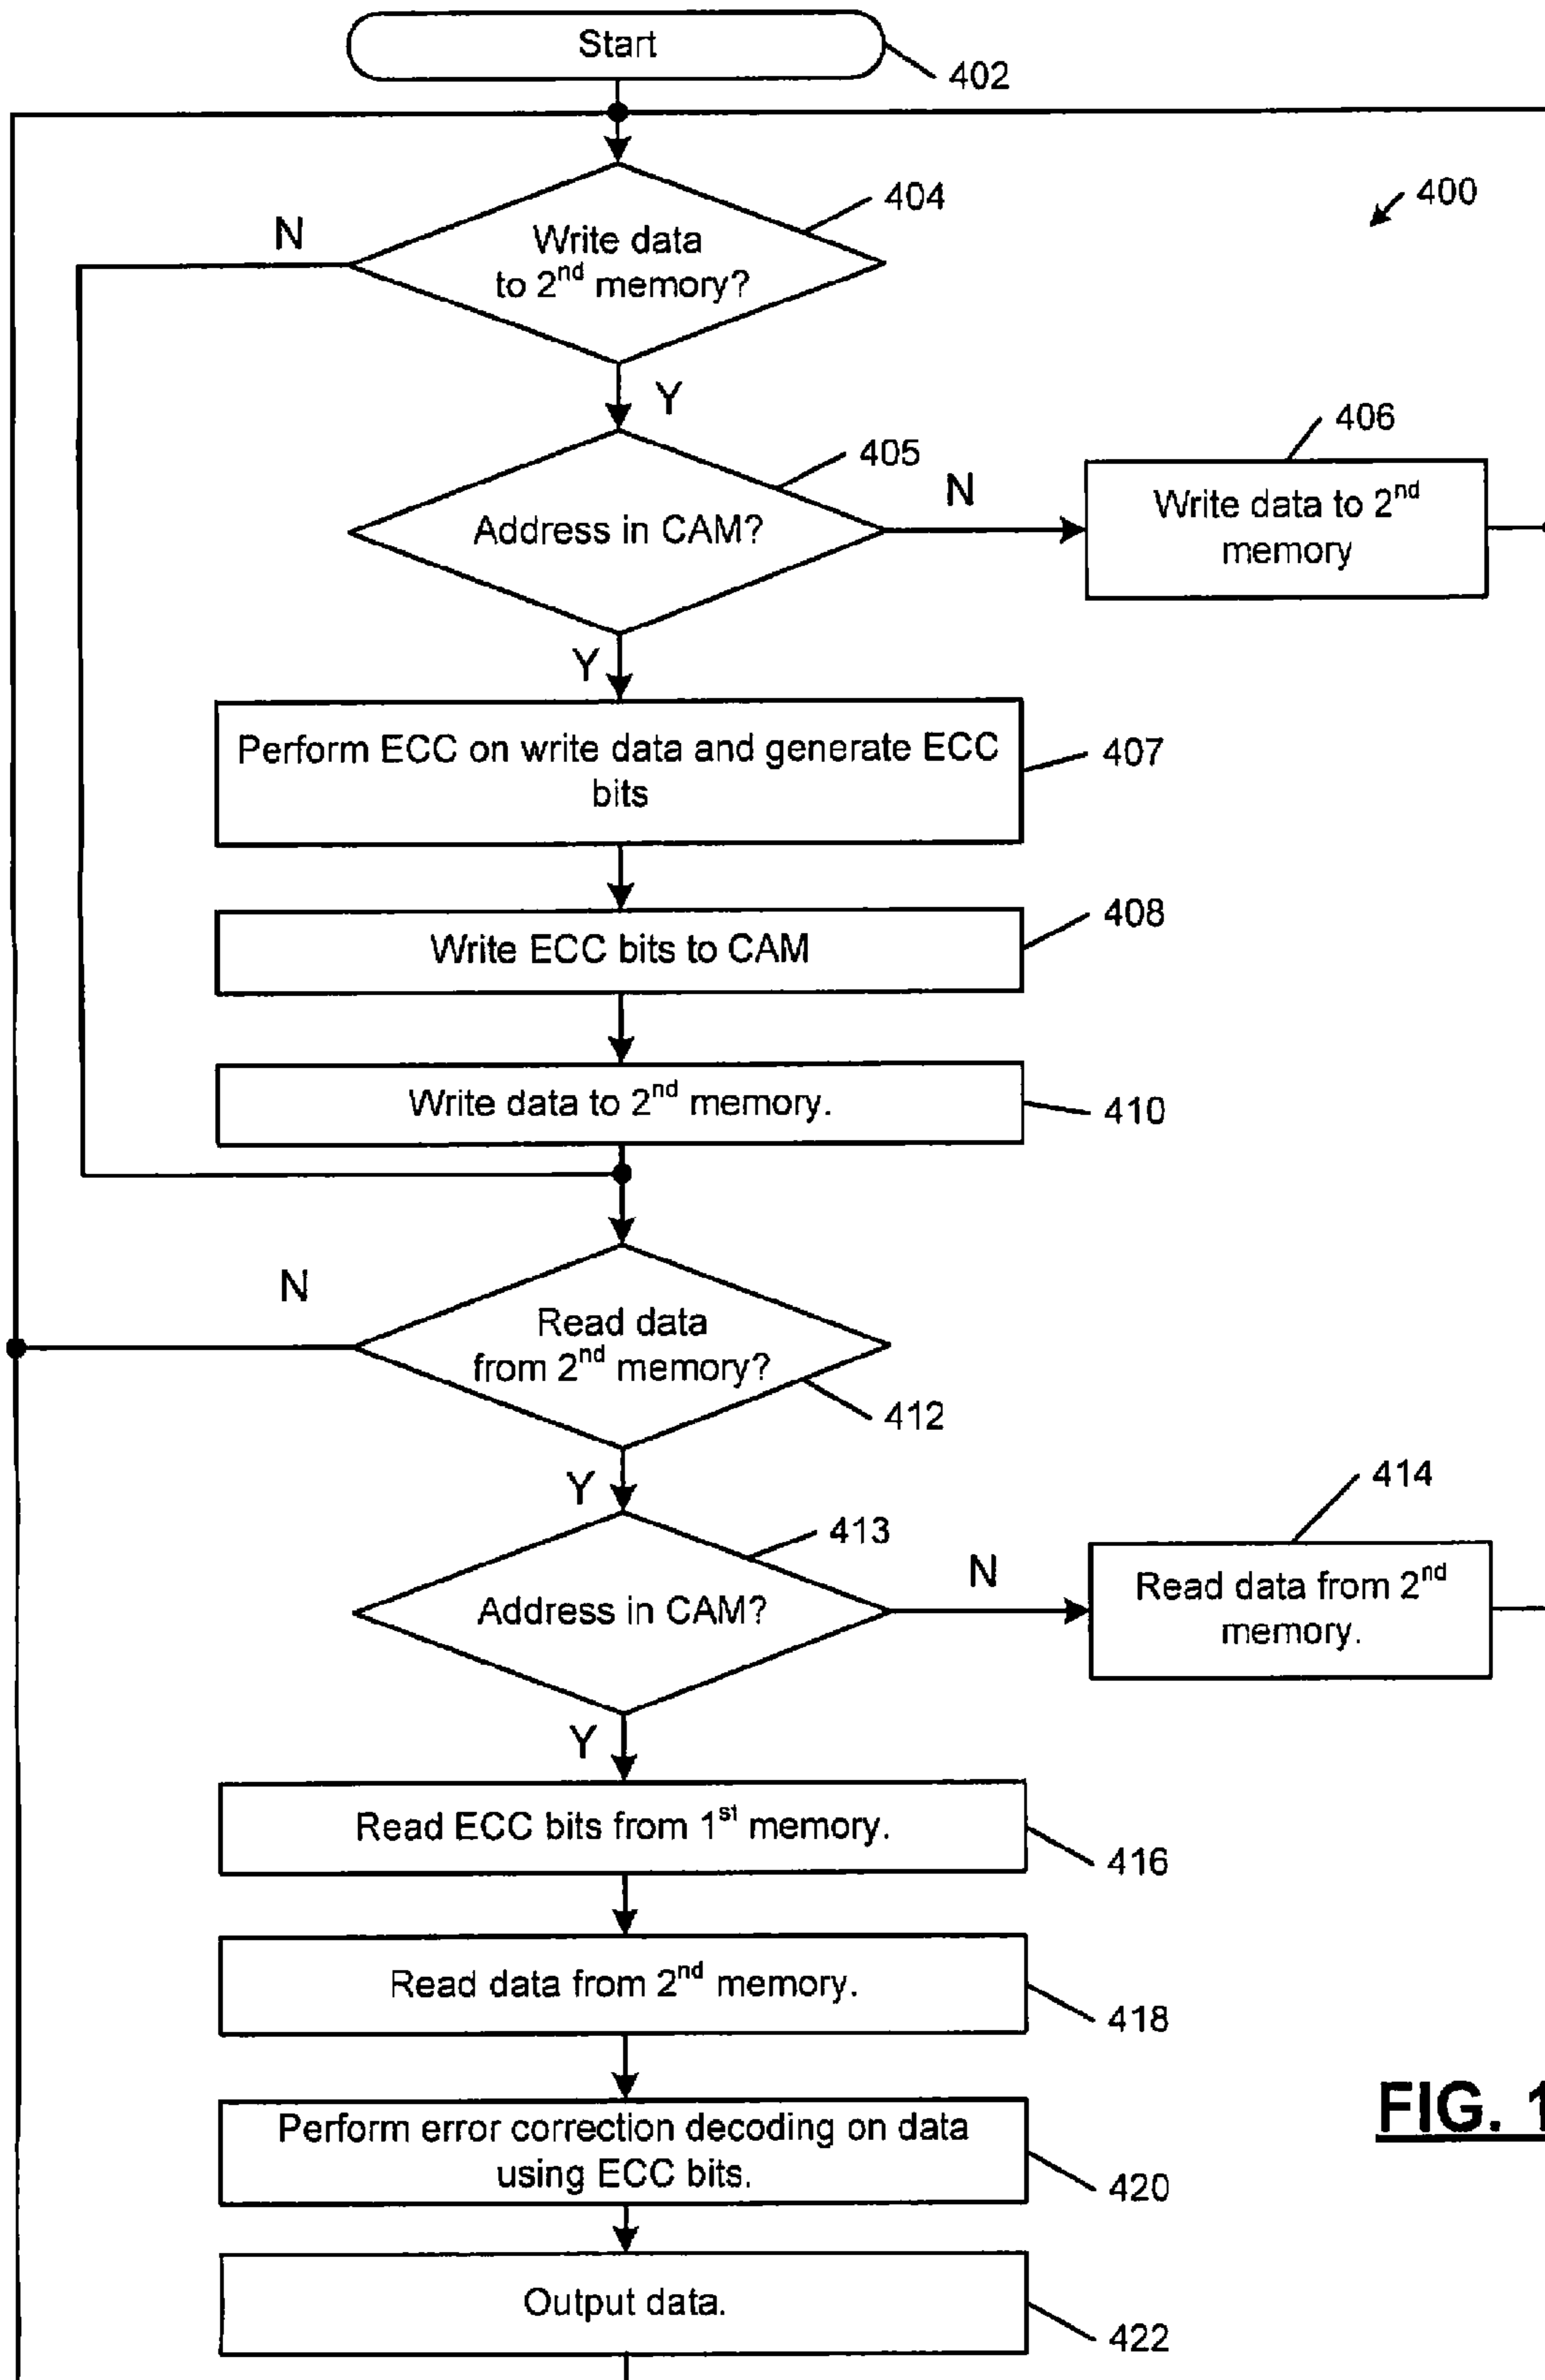 Start
402
400
404
N
Write data
to 2nd memory?
Y
406
405
N
Write data to 2nd
memory
Address in CAM?
Y
Perform ECC on write data and generate ECC
bits
407
408
Write ECC bits to CAM
Write data to 2nd memory.
410
N
Read data
from 2nd memory?
412
414
Y
413
N
Read data from 2nd
memory.
Address in CAM?
Y
Read ECC bits from 1st memory.
416
Read data from 2nd memory.
418
FIG. 1
Perform error correction decoding on data
using ECC bits.
420
Output data.
422